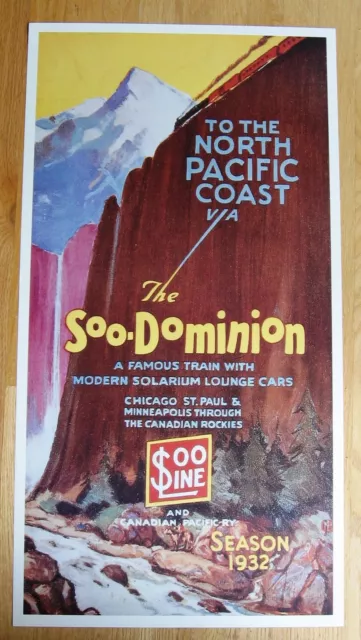 TO THE
NORTH
PACIFIC
COAST
VIA
The
SOO-DOMINION
A FAMOUS TRAIN WITH
MODERN SOLARIUM LOUNGE CARS
CHICAGO ST. PAUL &
MINNEAPOLIS THROUGH
THE CANADIAN ROCKIES
SOO
LINE
AND
CANADIAN PACIFIC RY.
SEASON
1932